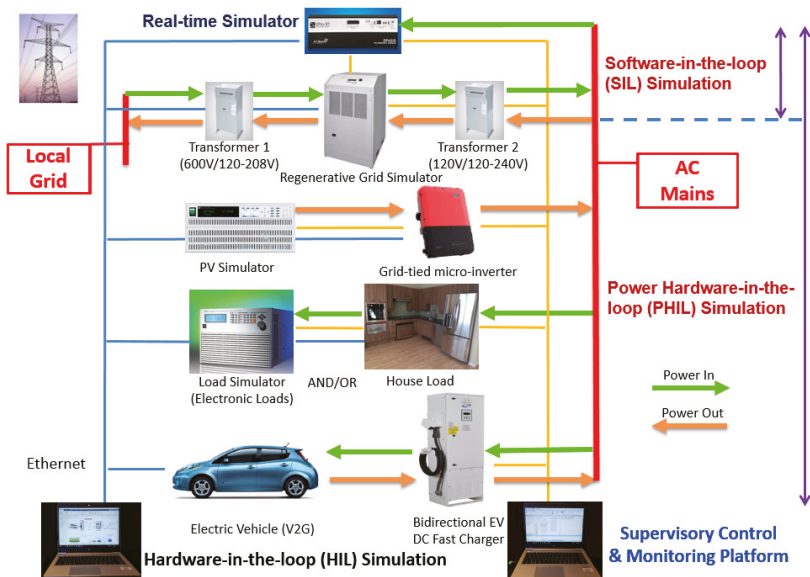 Real-time Simulator
Software-in-the-loop
(SIL) Simulation
Transformer 1
(600V/120-208V)
Transformer 2
(120V/120-240V)
Regenerative Grid Simulator
Local
Grid
AC
Mains
PV Simulator
Grid-tied micro-inverter
Power Hardware-in-the-
loop (PHIL) Simulation
Load Simulator
(Electronic Loads)
AND/OR
House Load
Power In
Power Out
Ethernet
Electric Vehicle (V2G)
Bidirectional EV
DC Fast Charger
Hardware-in-the-loop (HIL) Simulation
Supervisory Control
& Monitoring Platform